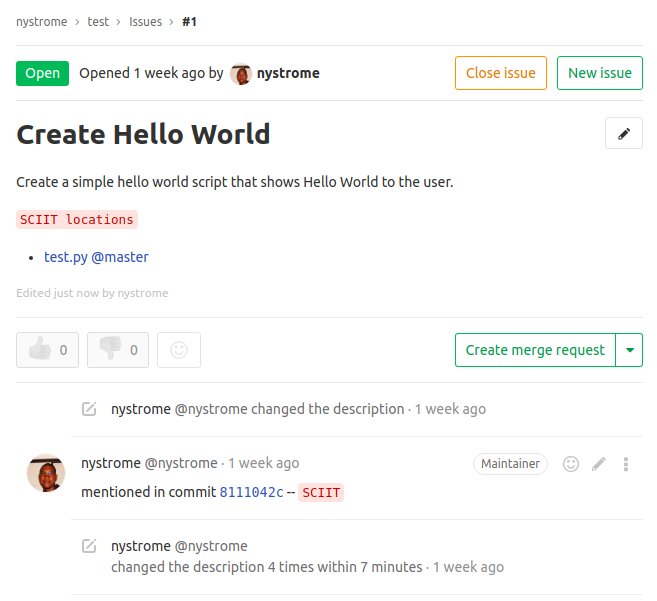 nystrome › test › Issues › #1
Open Opened 1 week ago by nystrome Close issue New issue
Create Hello World
Create a simple hello world script that shows Hello World to the user.
SCIIT locations
• test.py @master
Edited just now by nystrome
0 0 Create merge request
nystrome @nystrome changed the description · 1 week ago
nystrome @nystrome · 1 week ago Maintainer
mentioned in commit 8111042c -- SCIIT
nystrome @nystrome
changed the description 4 times within 7 minutes · 1 week ago